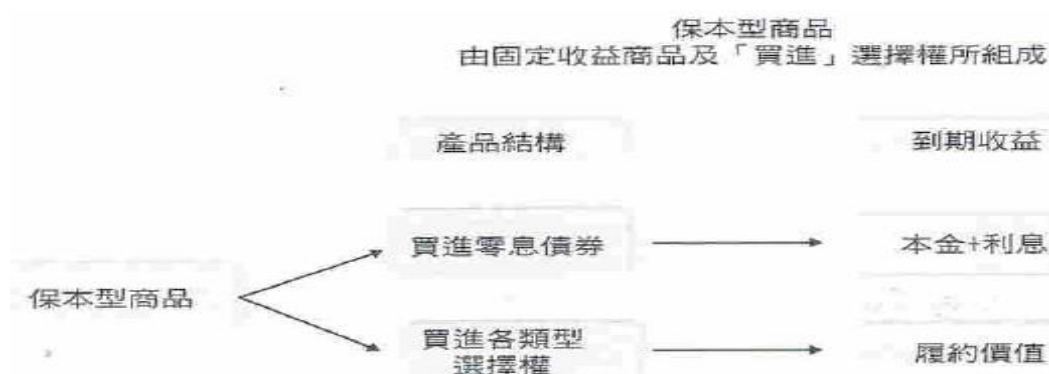 保本型商品
由固定收益商品及「買進」選擇權所組成
產品結構
到期收益
買進零息債券
本金+利息
保本型商品
買進各類型
選擇權
履約價值